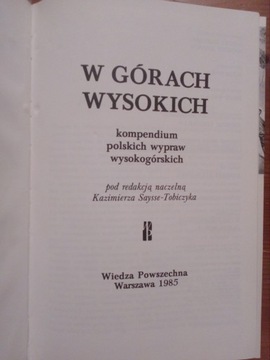 W GÓRACH
WYSOKICH
kompendium
polskich wypraw
wysokogórskich
pod redakcją naczelną
Kazimierza Saysse-Tobiczyka
Wiedza Powszechna
Warszawa 1985